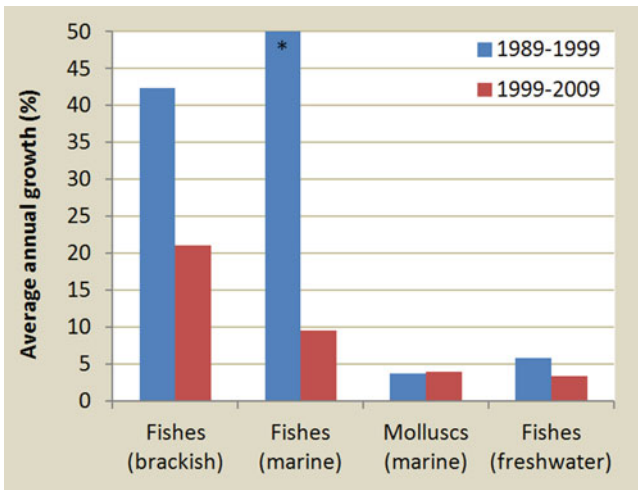 Average annual growth (%)
50
45
40
35
30
25
20
15
10
5
0
*
1989-1999
1999-2009
Fishes
(brackish)
Fishes
(marine)
Molluscs
(marine)
Fishes
(freshwater)